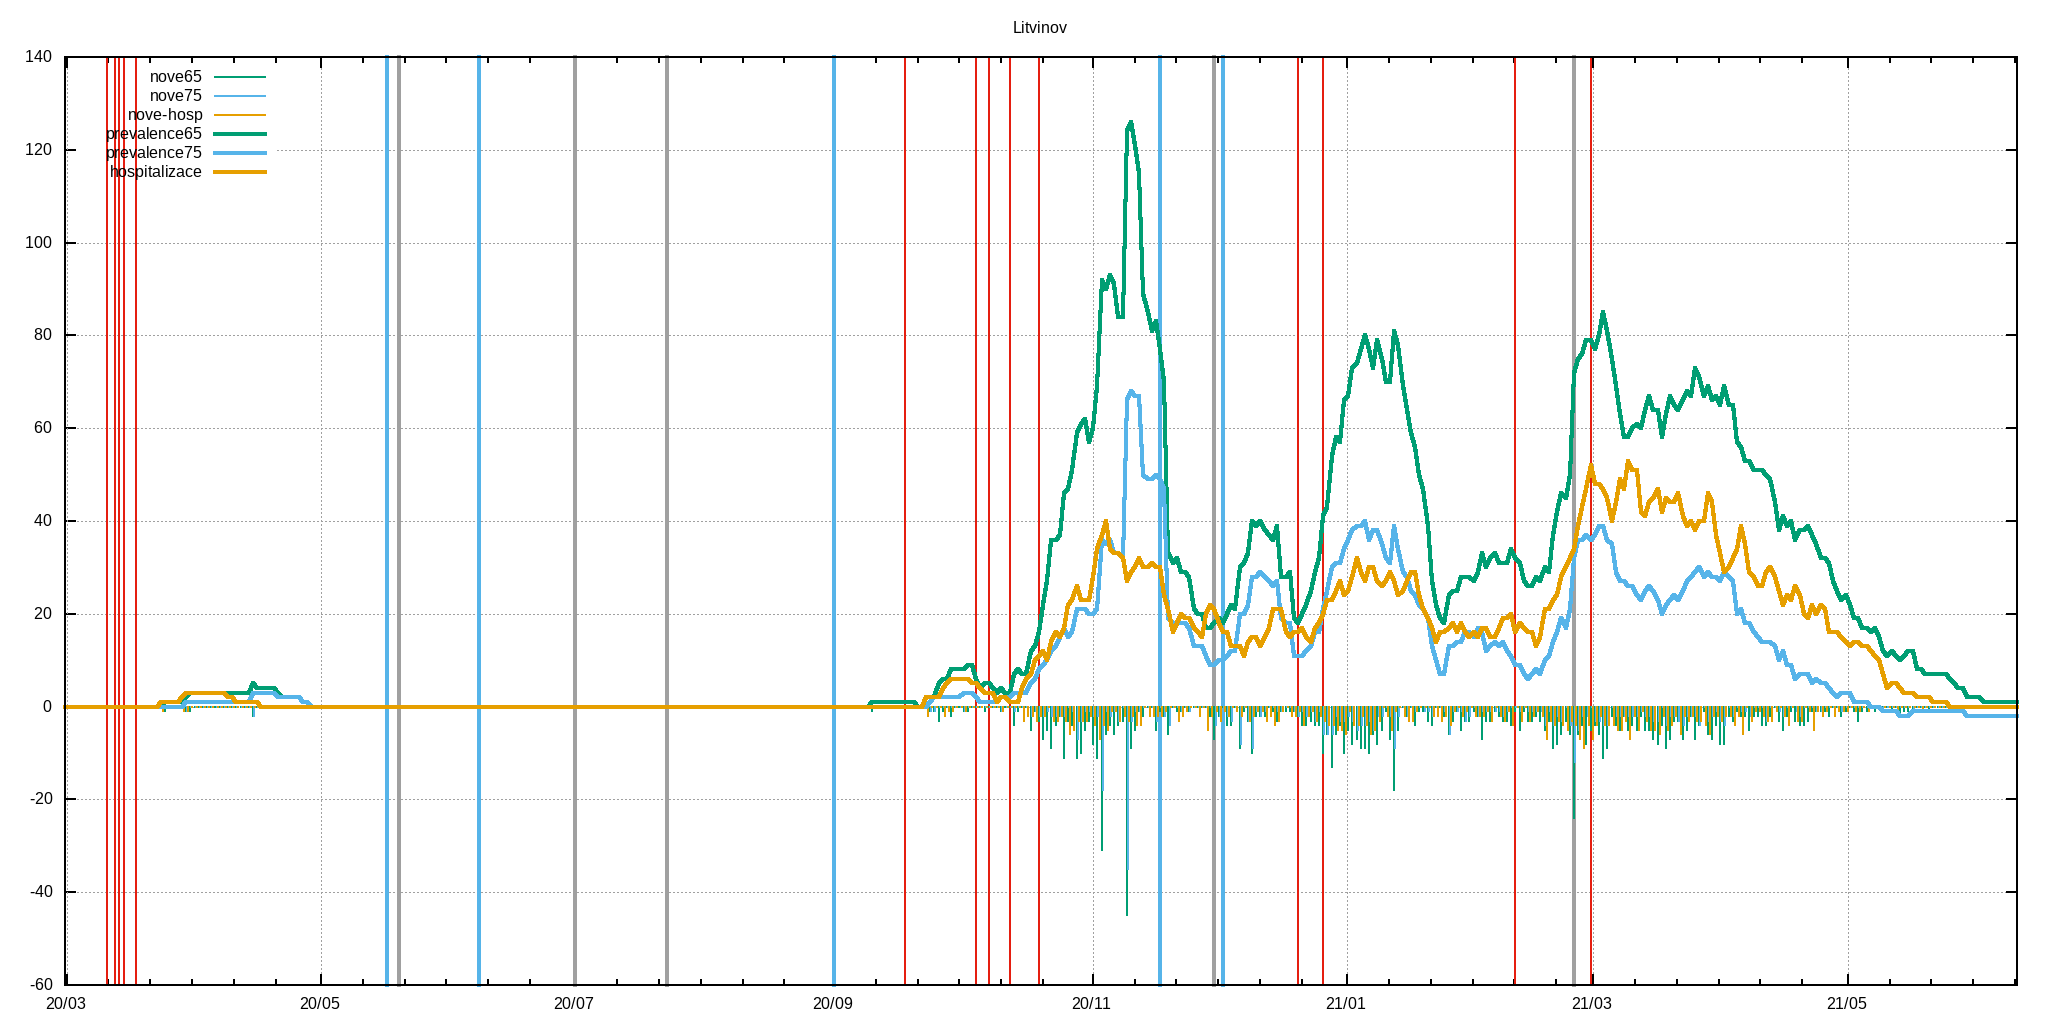 Litvinov
140
120
100
80
60
40
20
0
-20
-40
-60
nove65
nove75
nove-hosp
prevalence65
prevalence75
hospitalizace
20/03 20/05 20/07 20/09 20/11 21/01 21/03 21/05